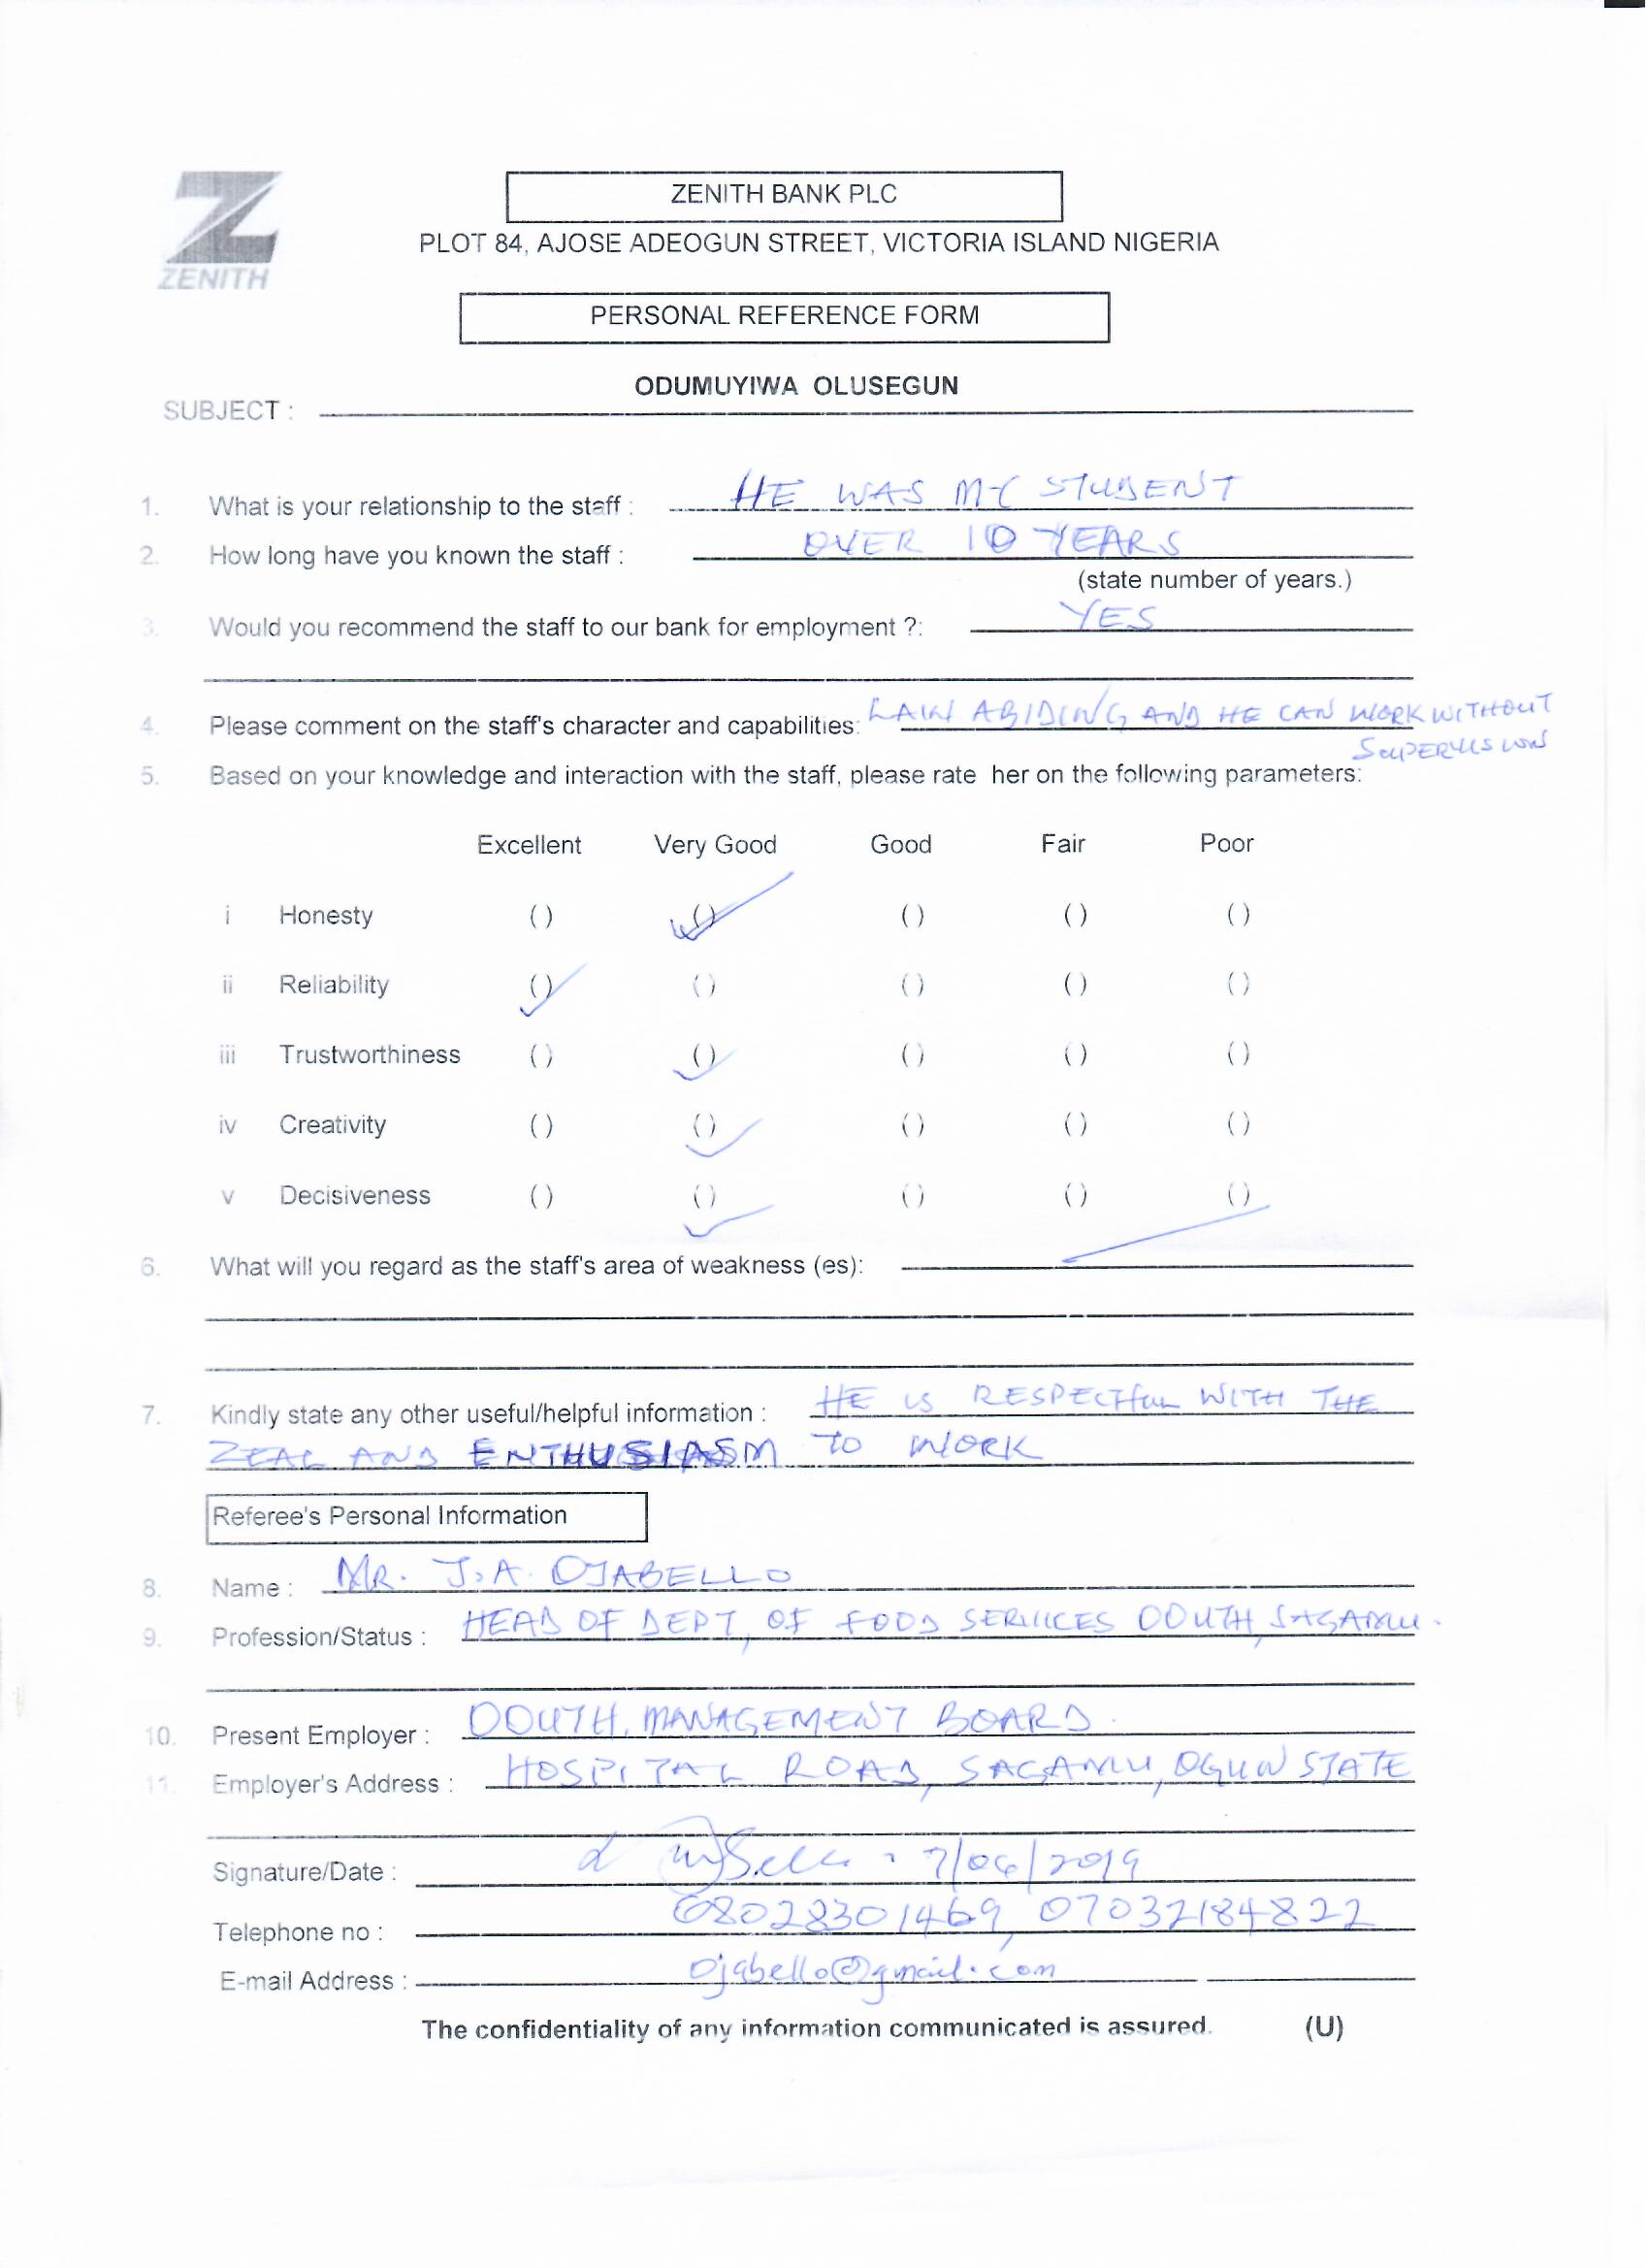 ZENITH
ZENITH BANK PLC
PLOT 84, AJOSE ADEOGUN STREET, VICTORIA ISLAND NIGERIA
PERSONAL REFERENCE FORM
SUBJECT : ODUMUYIWA OLUSEGUN
1. What is your relationship to the staff : HE WAS MY STUDENT
2. How long have you known the staff : OVER 10 YEARS
(state number of years.)
3. Would you recommend the staff to our bank for employment ?: YES
4. Please comment on the staff's character and capabilities: LAW ABIDING AND HE CAN WORK WITHOUT
SUPERVISION
5. Based on your knowledge and interaction with the staff, please rate her on the following parameters:
Excellent Very Good Good Fair Poor
i Honesty () () () () ()
ii Reliability () () () () ()
iii Trustworthiness () () () () ()
iv Creativity () () () () ()
v Decisiveness () () () () ()
6. What will you regard as the staff's area of weakness (es):
7. Kindly state any other useful/helpful information : HE IS RESPECTful WITH THE
ZEAL AND ENTHUSIASM TO WORK
Referee's Personal Information
8. Name : MR. J.A. OJABELLO
9. Profession/Status : HEAD OF DEPT, OF FOOD SERVICES OOUTH, SAGAMU.
10. Present Employer : OOUTH, MANAGEMENT BOARD.
11. Employer's Address : HOSPITAL ROAD, SAGAMU, OGUN STATE
Signature/Date : 7/06/2019
Telephone no : 08028301469, 07032184822
E-mail Address : Ojabello@gmail.com
The confidentiality of any information communicated is assured. (U)